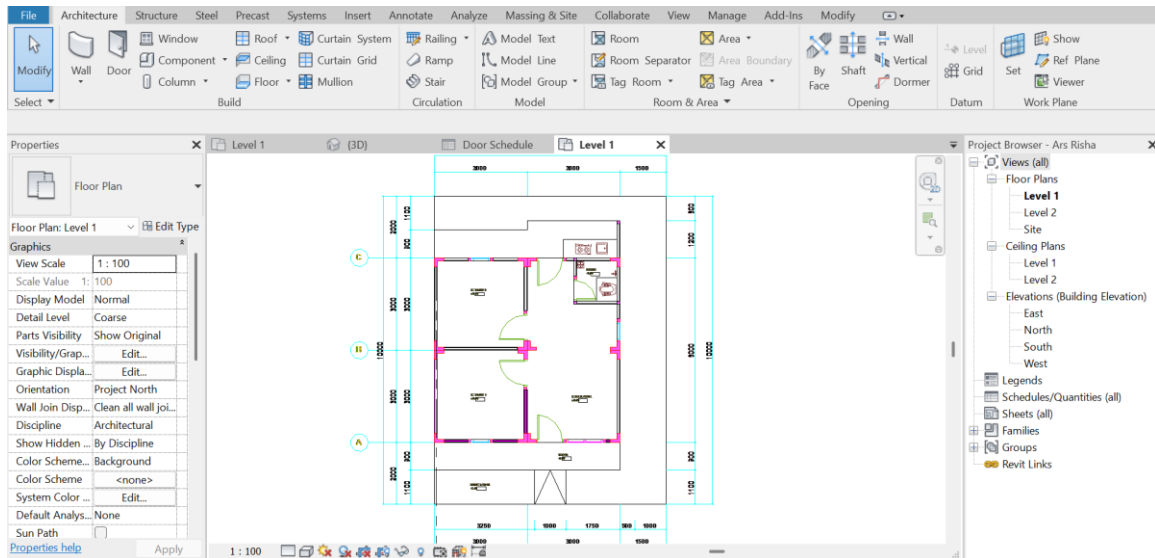 File Architecture Structure Steel Precast Systems Insert Annotate Analyze Massing & Site Collaborate View Manage Add-Ins Modify
Modify
Select
Wall
Door
Window
Component
Column
Roof
Ceiling
Floor
Curtain System
Curtain Grid
Mullion
Build
Railing
Ramp
Stair
Circulation
Model Text
Model Line
Model Group
Model
Room
Room Separator
Tag Room
Area
Area Boundary
Tag Area
Room & Area
By Face
Shaft
Wall
Vertical
Dormer
Opening
Level
Grid
Datum
Set
Show
Ref Plane
Viewer
Work Plane
Properties
Floor Plan
Floor Plan: Level 1 Edit Type
Graphics
View Scale 1 : 100
Scale Value 1: 100
Display Model Normal
Detail Level Coarse
Parts Visibility Show Original
Visibility/Grap... Edit...
Graphic Displa... Edit...
Orientation Project North
Wall Join Disp... Clean all wall joi...
Discipline Architectural
Show Hidden ... By Discipline
Color Scheme... Background
Color Scheme <none>
System Color ... Edit...
Default Analys... None
Sun Path
Properties help Apply
Level 1 {3D} Door Schedule Level 1
3000 3000 1500
2000 1100
900
C
3000 3000
B
10000
3000 3000
A
900
2000 1100
1200
10000
900
1100
3250 1000 1750 1000
3000 3000 1500
2D
1 : 100
Project Browser - Ars Risha
Views (all)
Floor Plans
Level 1
Level 2
Site
Ceiling Plans
Level 1
Level 2
Elevations (Building Elevation)
East
North
South
West
Legends
Schedules/Quantities (all)
Sheets (all)
Families
Groups
Revit Links